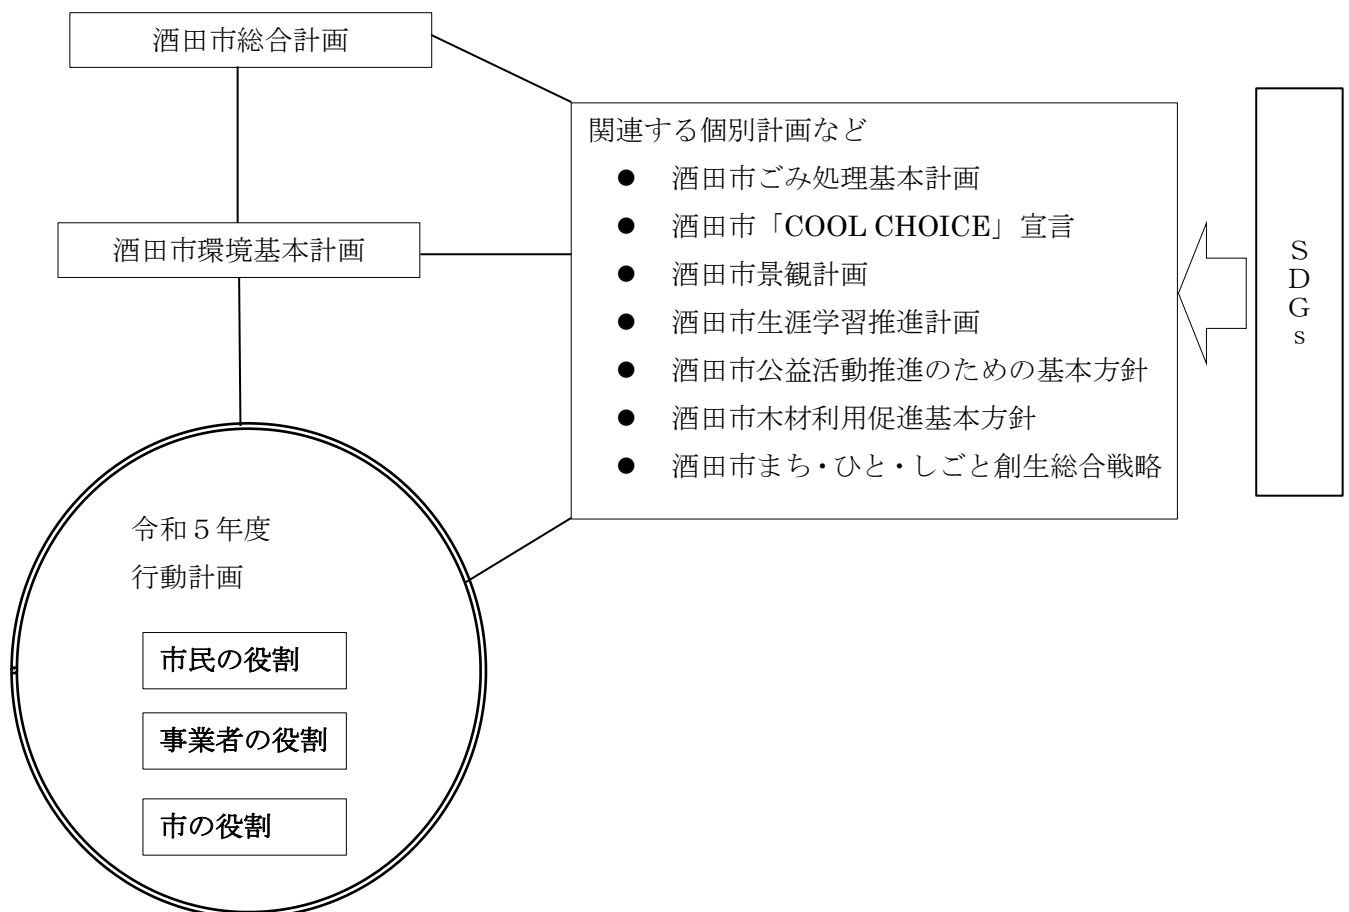 酒田市総合計画
関連する個別計画など
● 酒田市ごみ処理基本計画
● 酒田市「COOL CHOICE」宣言
● 酒田市景観計画
● 酒田市生涯学習推進計画
● 酒田市公益活動推進のための基本方針
● 酒田市木材利用促進基本方針
● 酒田市まち・ひと・しごと創生総合戦略
SDGs
酒田市環境基本計画
令和５年度
行動計画
市民の役割
事業者の役割
市の役割